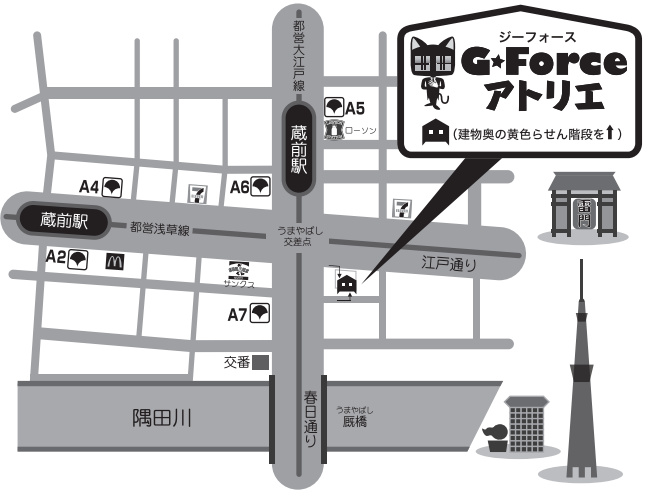 都営大江戸線
ジーフォース
G★Force
アトリエ
(建物奥の黄色らせん階段を⬆)
A5
ローソン
蔵前駅
A4
7
A6
7
蔵前駅
都営浅草線
うまやばし
交差点
江戸通り
A2
M
サンクス
A7
交番
雷門
隅田川
春日通り
うまやばし
厩橋